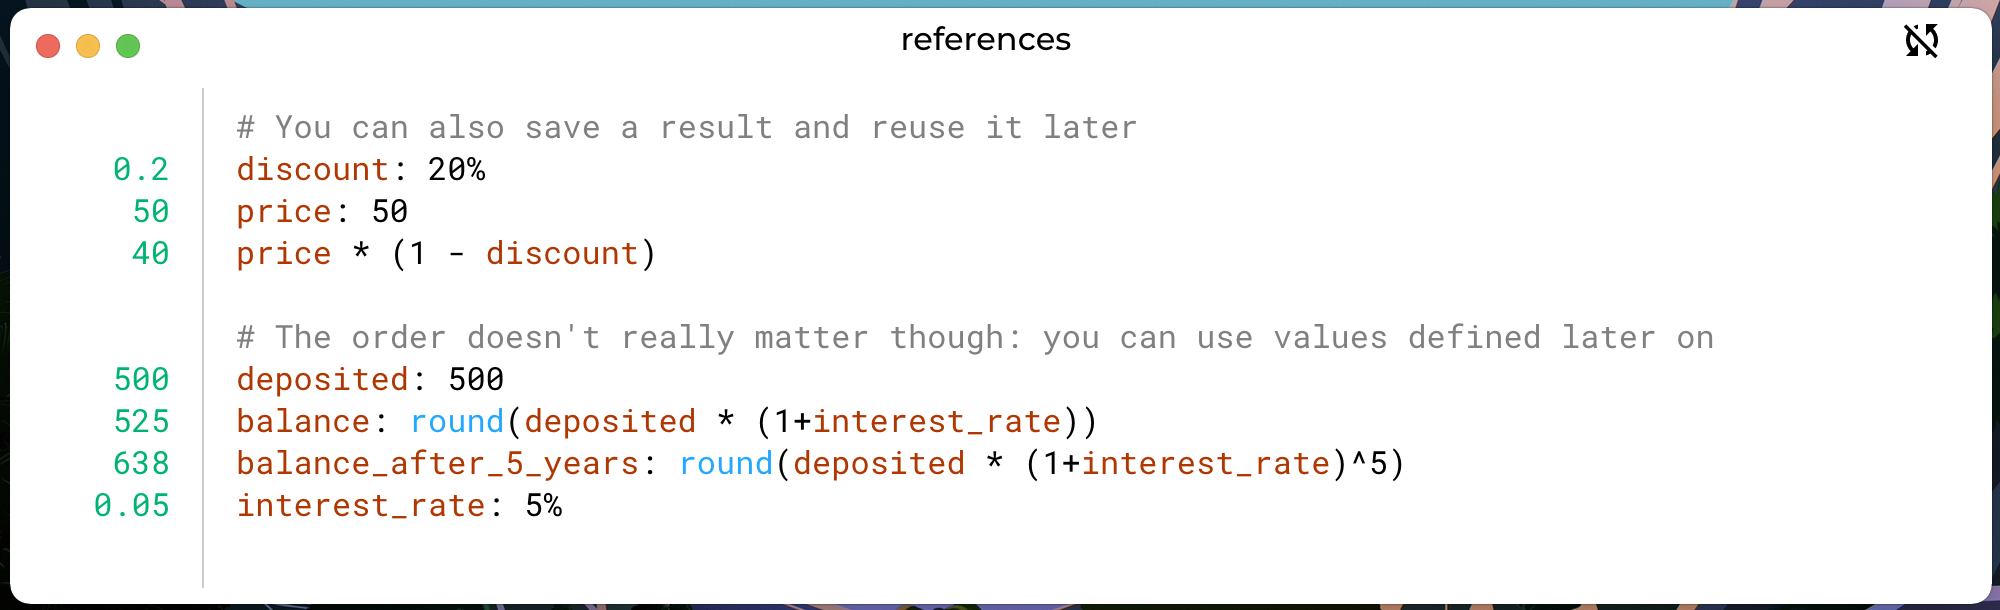 references
# You can also save a result and reuse it later
0.2 discount: 20%
50 price: 50
40 price * (1 - discount)
# The order doesn't really matter though: you can use values defined later on
500 deposited: 500
525 balance: round(deposited * (1+interest_rate))
638 balance_after_5_years: round(deposited * (1+interest_rate)^5)
0.05 interest_rate: 5%